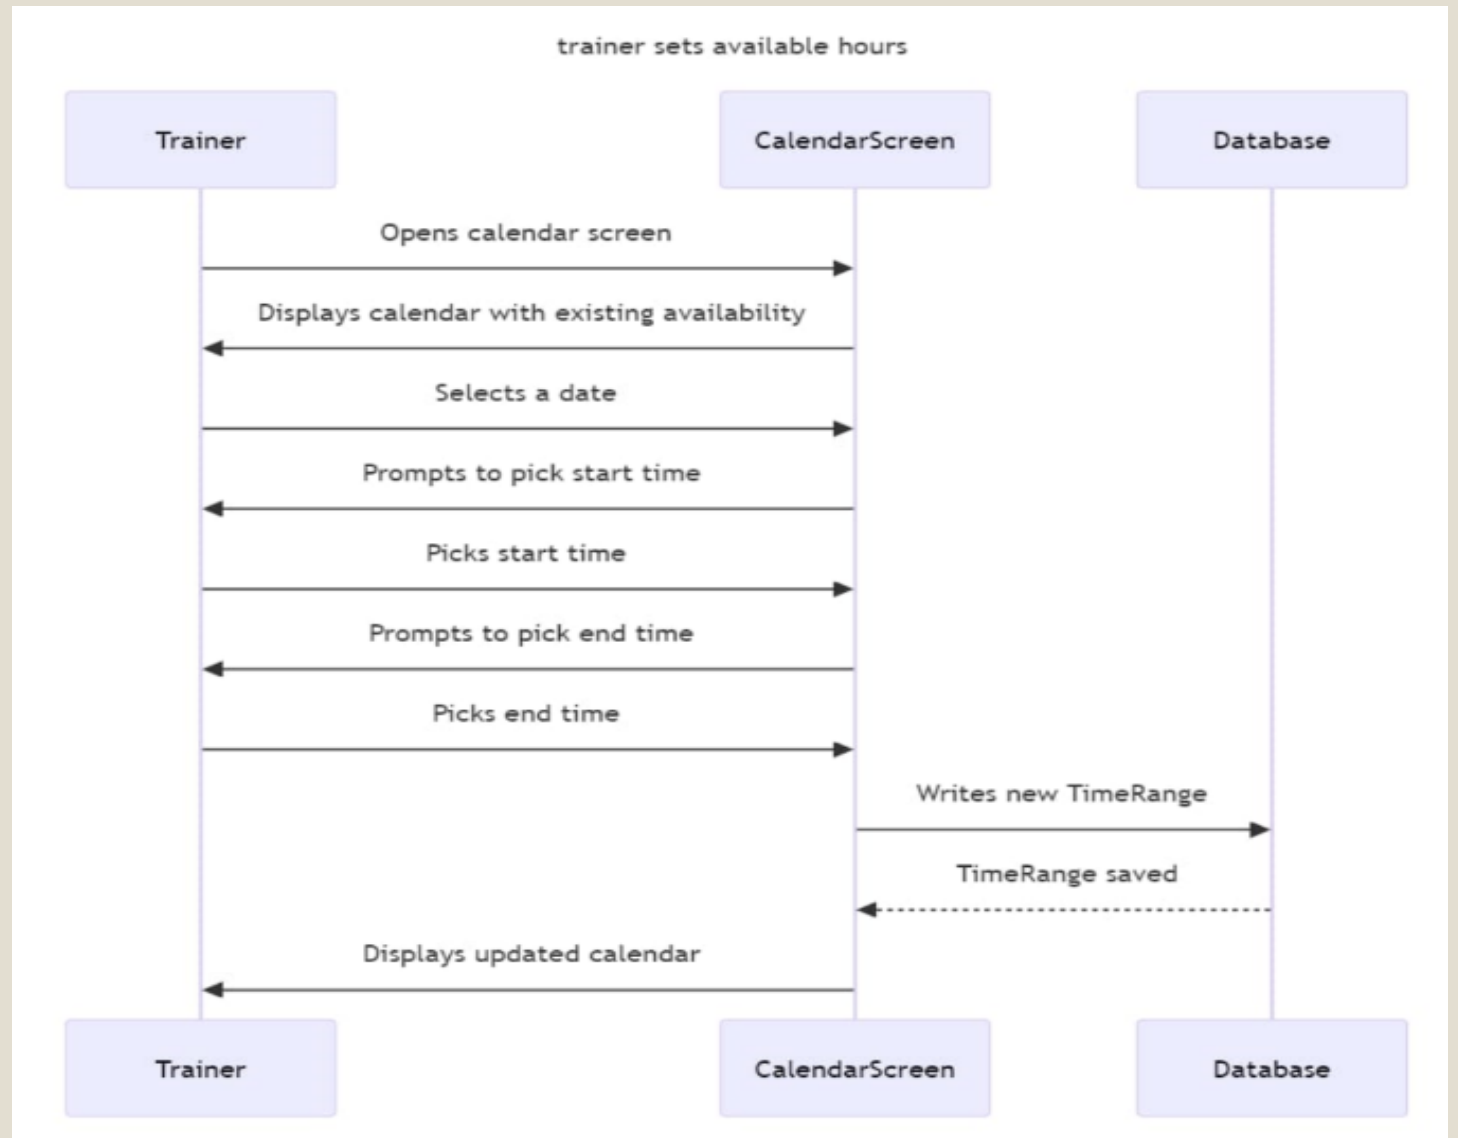 trainer sets available hours
Trainer
CalendarScreen
Database
Opens calendar screen
Displays calendar with existing availability
Selects a date
Prompts to pick start time
Picks start time
Prompts to pick end time
Picks end time
Writes new TimeRange
TimeRange saved
Displays updated calendar
Trainer
CalendarScreen
Database